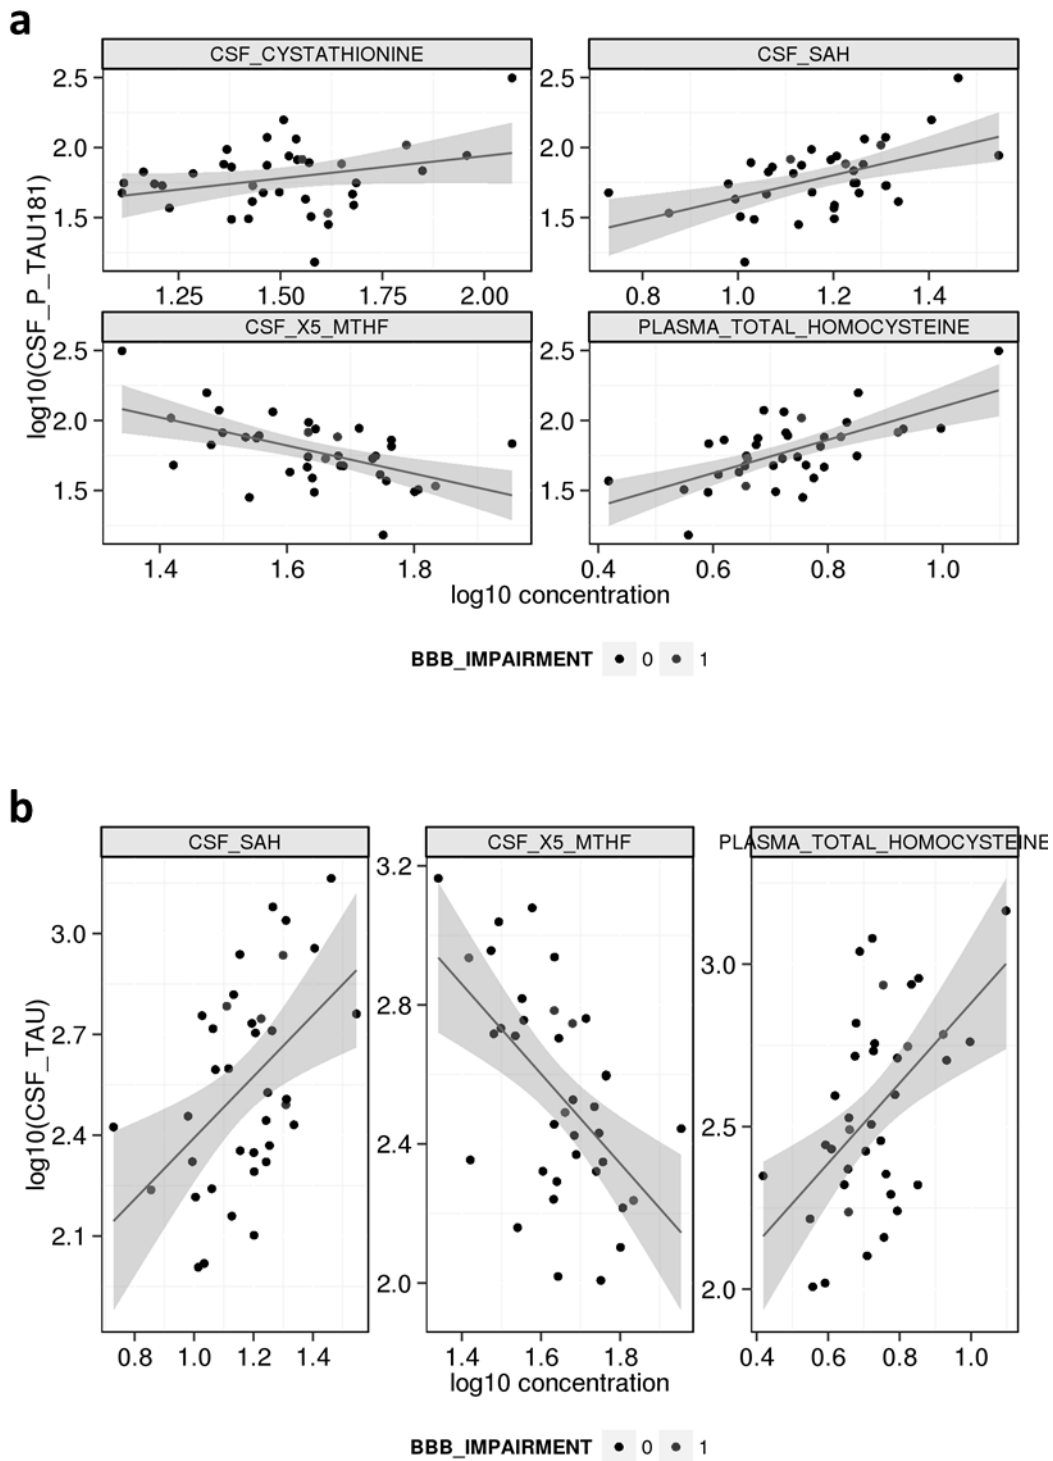 a
CSF_CYSTATHIONINE CSF_SAH
2.5 2.5
2.0 2.0
1.5 1.5
1.25 1.50 1.75 2.00 0.8 1.0 1.2 1.4
CSF_X5_MTHF PLASMA_TOTAL_HOMOCYSTEINE
2.5 2.5
2.0 2.0
1.5 1.5
1.4 1.6 1.8 0.4 0.6 0.8 1.0
log10(CSF_P_TAU181)
log10 concentration
BBB_IMPAIRMENT 0 1
b
CSF_SAH CSF_X5_MTHF PLASMA_TOTAL_HOMOCYSTEINE
3.0 2.7 2.4 2.1
3.2 2.8 2.4 2.0
3.0 2.5 2.0
log10(CSF_TAU)
0.8 1.0 1.2 1.4 1.4 1.6 1.8 0.4 0.6 0.8 1.0
log10 concentration
BBB_IMPAIRMENT 0 1